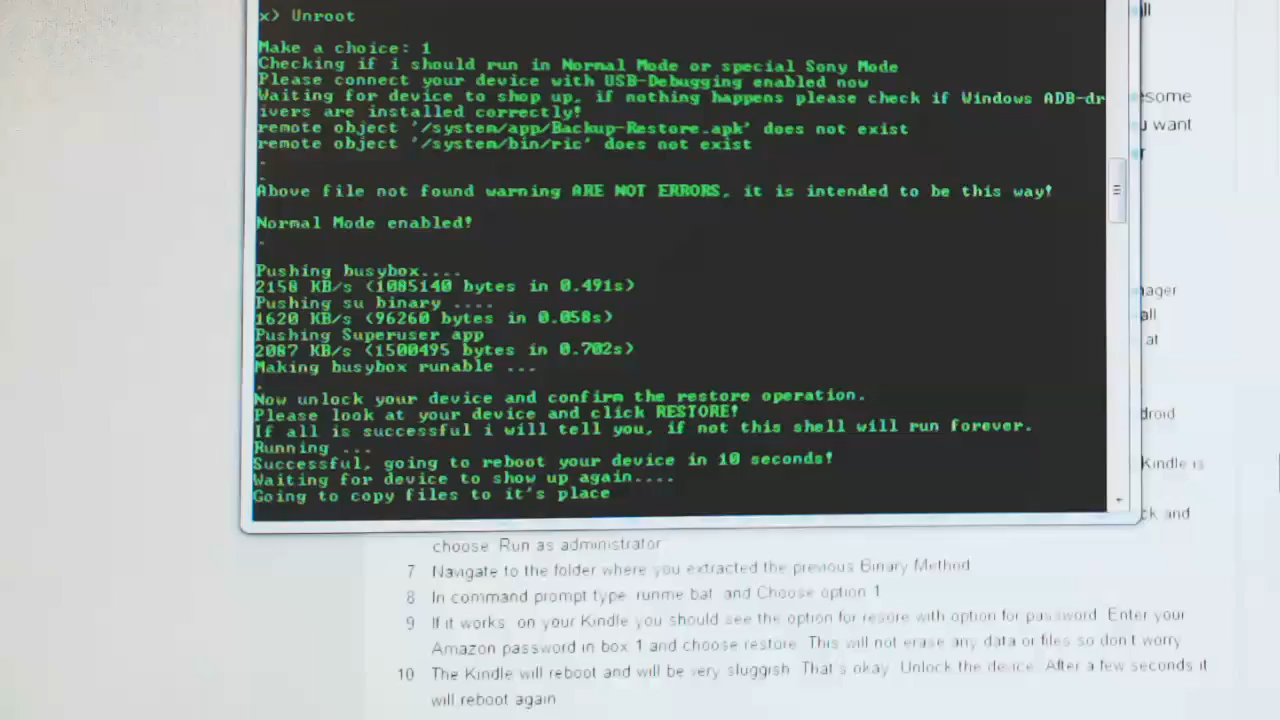 x> Unroot
Make a choice: 1
Checking if i should run in Normal Mode or special Sony Mode
Please connect your device with USB-Debugging enabled now
Waiting for device to shop up, if nothing happens please check if Windows ADB-dr
ivers are installed correctly!
remote object '/system/app/Backup-Restore.apk' does not exist
remote object '/system/bin/ric' does not exist
.
.
Above file not found warning ARE NOT ERRORS, it is intended to be this way!
Normal Mode enabled!
.
Pushing busybox....
2158 KB/s (1085140 bytes in 0.491s)
Pushing su binary ....
1620 KB/s (96260 bytes in 0.058s)
Pushing Superuser app
2087 KB/s (1500495 bytes in 0.702s)
Making busybox runable ...
.
Now unlock your device and confirm the restore operation.
Please look at your device and click RESTORE!
If all is successful i will tell you, if not this shell will run forever.
Running ...
Successful, going to reboot your device in 10 seconds!
Waiting for device to show up again....
Going to copy files to it's place
want
all
at
Kindle is
and
choose Run as administrator
7 Navigate to the folder where you extracted the previous Binary Method
8 In command prompt type runme bat and Choose option 1
9 If it works on your Kindle you should see the option for resore with option for password Enter your
Amazon password in box 1 and choose restore This will not erase any data or files so don't worry
10 The Kindle will reboot and will be very sluggish That's okay Unlock the device After a few seconds it
will reboot again